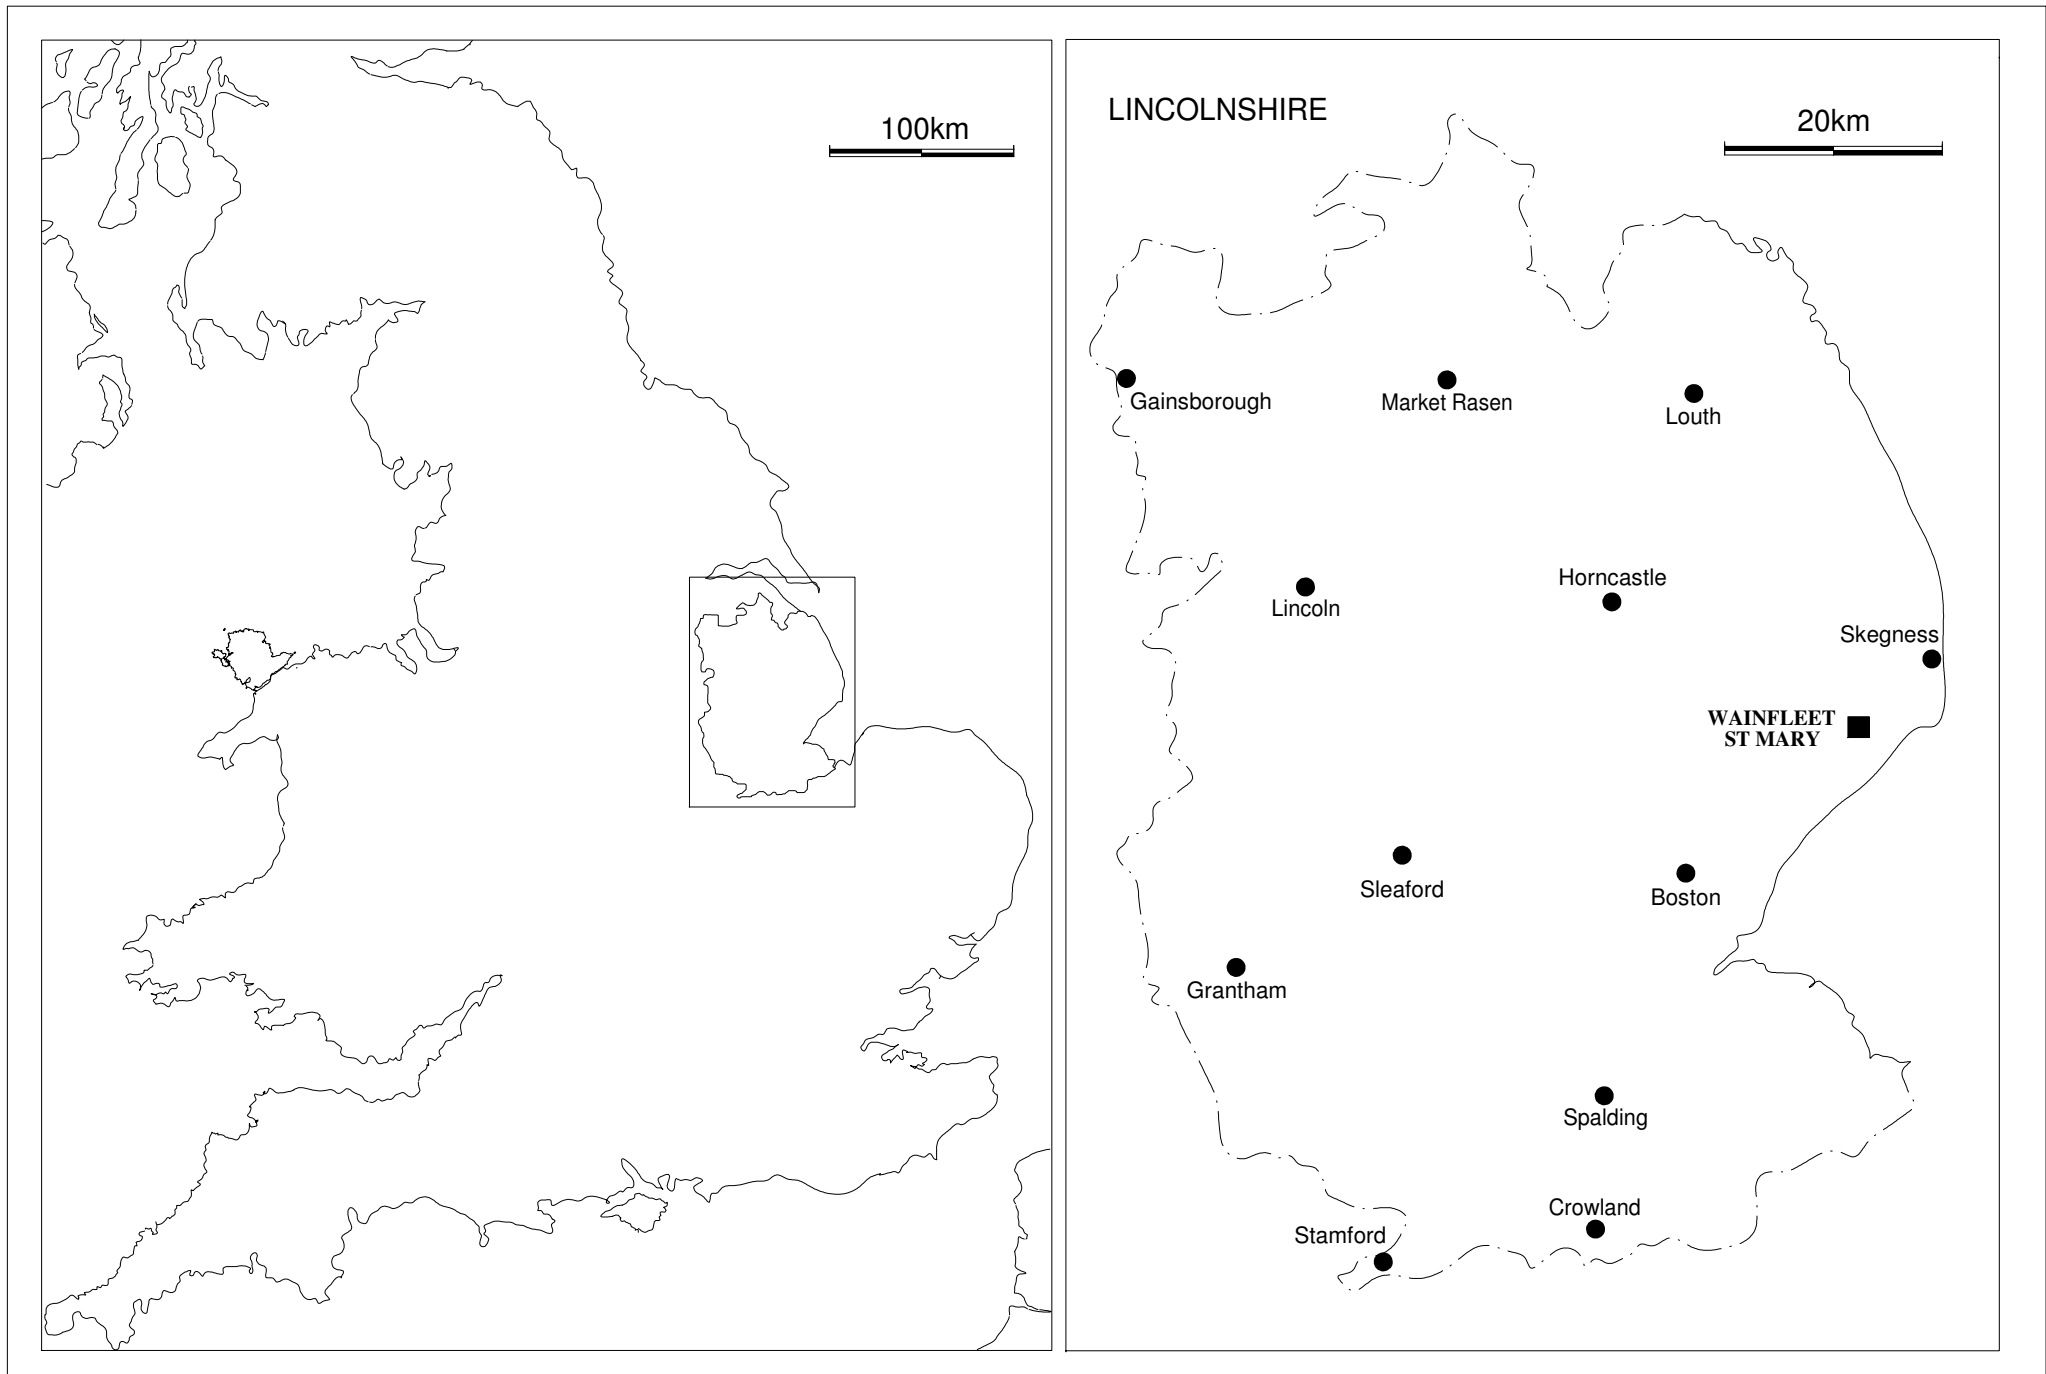 100km
LINCOLNSHIRE
20km
Gainsborough
Market Rasen
Louth
Lincoln
Horncastle
Skegness
WAINFLEET
ST MARY
Sleaford
Boston
Grantham
Spalding
Crowland
Stamford